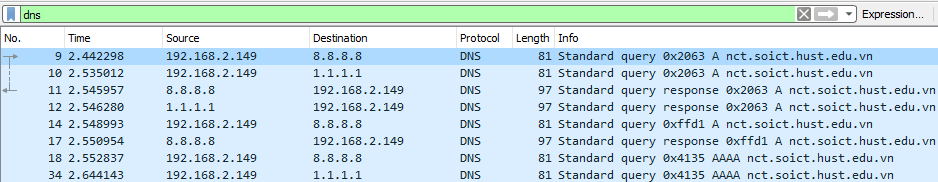 dns Expression...
No. Time Source Destination Protocol Length Info
9 2.442298 192.168.2.149 8.8.8.8 DNS 81 Standard query 0x2063 A nct.soict.hust.edu.vn
10 2.535012 192.168.2.149 1.1.1.1 DNS 81 Standard query 0x2063 A nct.soict.hust.edu.vn
11 2.545957 8.8.8.8 192.168.2.149 DNS 97 Standard query response 0x2063 A nct.soict.hust.edu.vn
12 2.546280 1.1.1.1 192.168.2.149 DNS 97 Standard query response 0x2063 A nct.soict.hust.edu.vn
14 2.548993 192.168.2.149 8.8.8.8 DNS 81 Standard query 0xffd1 A nct.soict.hust.edu.vn
17 2.550954 8.8.8.8 192.168.2.149 DNS 97 Standard query response 0xffd1 A nct.soict.hust.edu.vn
18 2.552837 192.168.2.149 8.8.8.8 DNS 81 Standard query 0x4135 AAAA nct.soict.hust.edu.vn
34 2.644143 192.168.2.149 1.1.1.1 DNS 81 Standard query 0x4135 AAAA nct.soict.hust.edu.vn